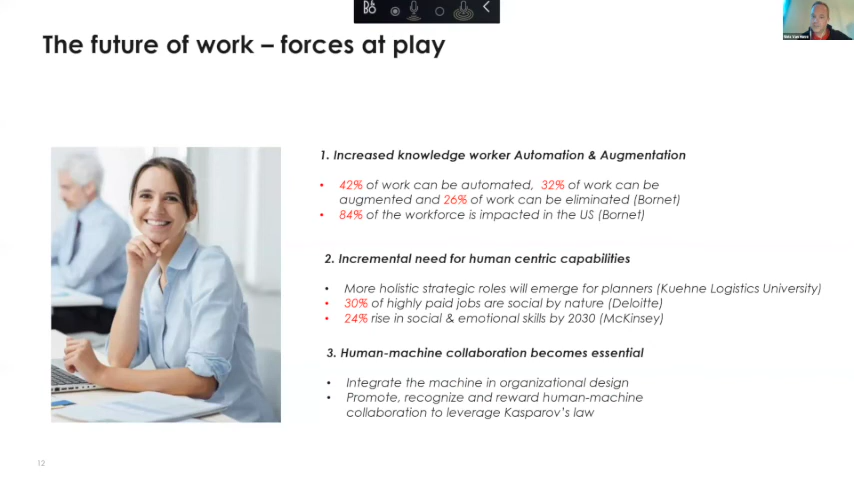 The future of work – forces at play
1. Increased knowledge worker Automation & Augmentation
• 42% of work can be automated, 32% of work can be
augmented and 26% of work can be eliminated (Bornet)
• 84% of the workforce is impacted in the US (Bornet)
2. Incremental need for human centric capabilities
• More holistic strategic roles will emerge for planners (Kuehne Logistics University)
• 30% of highly paid jobs are social by nature (Deloitte)
• 24% rise in social & emotional skills by 2030 (McKinsey)
3. Human-machine collaboration becomes essential
• Integrate the machine in organizational design
• Promote, recognize and reward human-machine
collaboration to leverage Kasparov's law
12